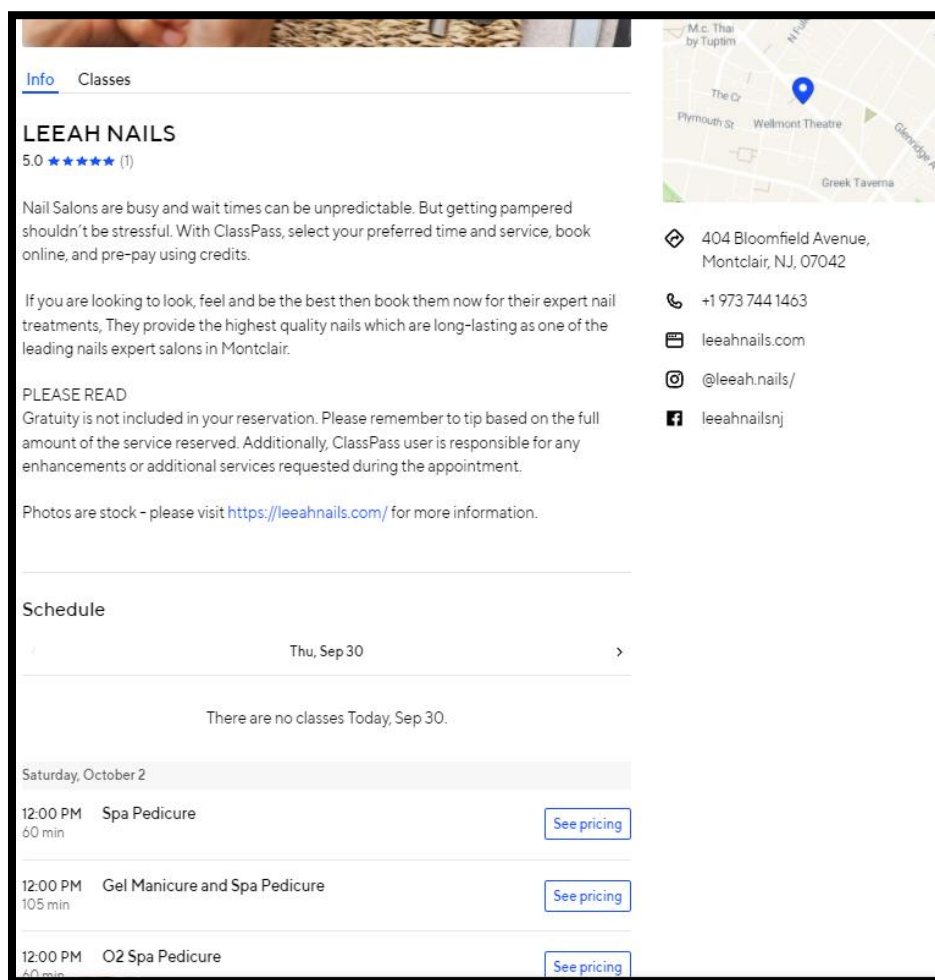 Info Classes
LEEAH NAILS
5.0 ★★★★★ (1)
Nail Salons are busy and wait times can be unpredictable. But getting pampered
shouldn't be stressful. With ClassPass, select your preferred time and service, book
online, and pre-pay using credits.
If you are looking to look, feel and be the best then book them now for their expert nail
treatments, They provide the highest quality nails which are long-lasting as one of the
leading nails expert salons in Montclair.
PLEASE READ
Gratuity is not included in your reservation. Please remember to tip based on the full
amount of the service reserved. Additionally, ClassPass user is responsible for any
enhancements or additional services requested during the appointment.
Photos are stock - please visit https://leeahnails.com/ for more information.
Schedule
Thu, Sep 30
There are no classes Today, Sep 30.
Saturday, October 2
12:00 PM Spa Pedicure
60 min
See pricing
12:00 PM Gel Manicure and Spa Pedicure
105 min
See pricing
12:00 PM O2 Spa Pedicure
60 min
See pricing
M.c. Thai
by Tuptim
N Ful
The Cr
Plymouth St
Wellmont Theatre
Glenridge A
Greek Taverna
404 Bloomfield Avenue,
Montclair, NJ, 07042
+1 973 744 1463
leeahnails.com
@leeah.nails/
leeahnailsnj